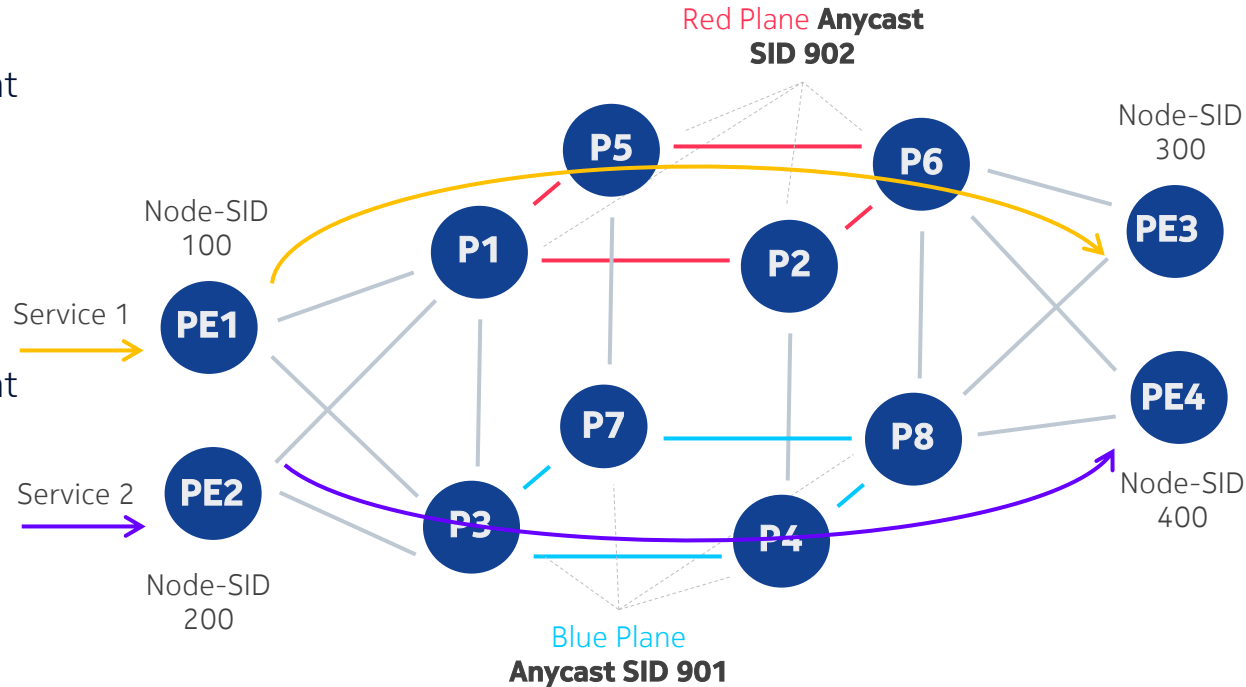 Red Plane Anycast
SID 902
Node-SID
300
P5
P6
Node-SID
100
P1
P2
PE3
Service 1
PE1
PE4
P7
P8
Service 2
PE2
P3
P4
Node-SID
400
Node-SID
200
Blue Plane
Anycast SID 901